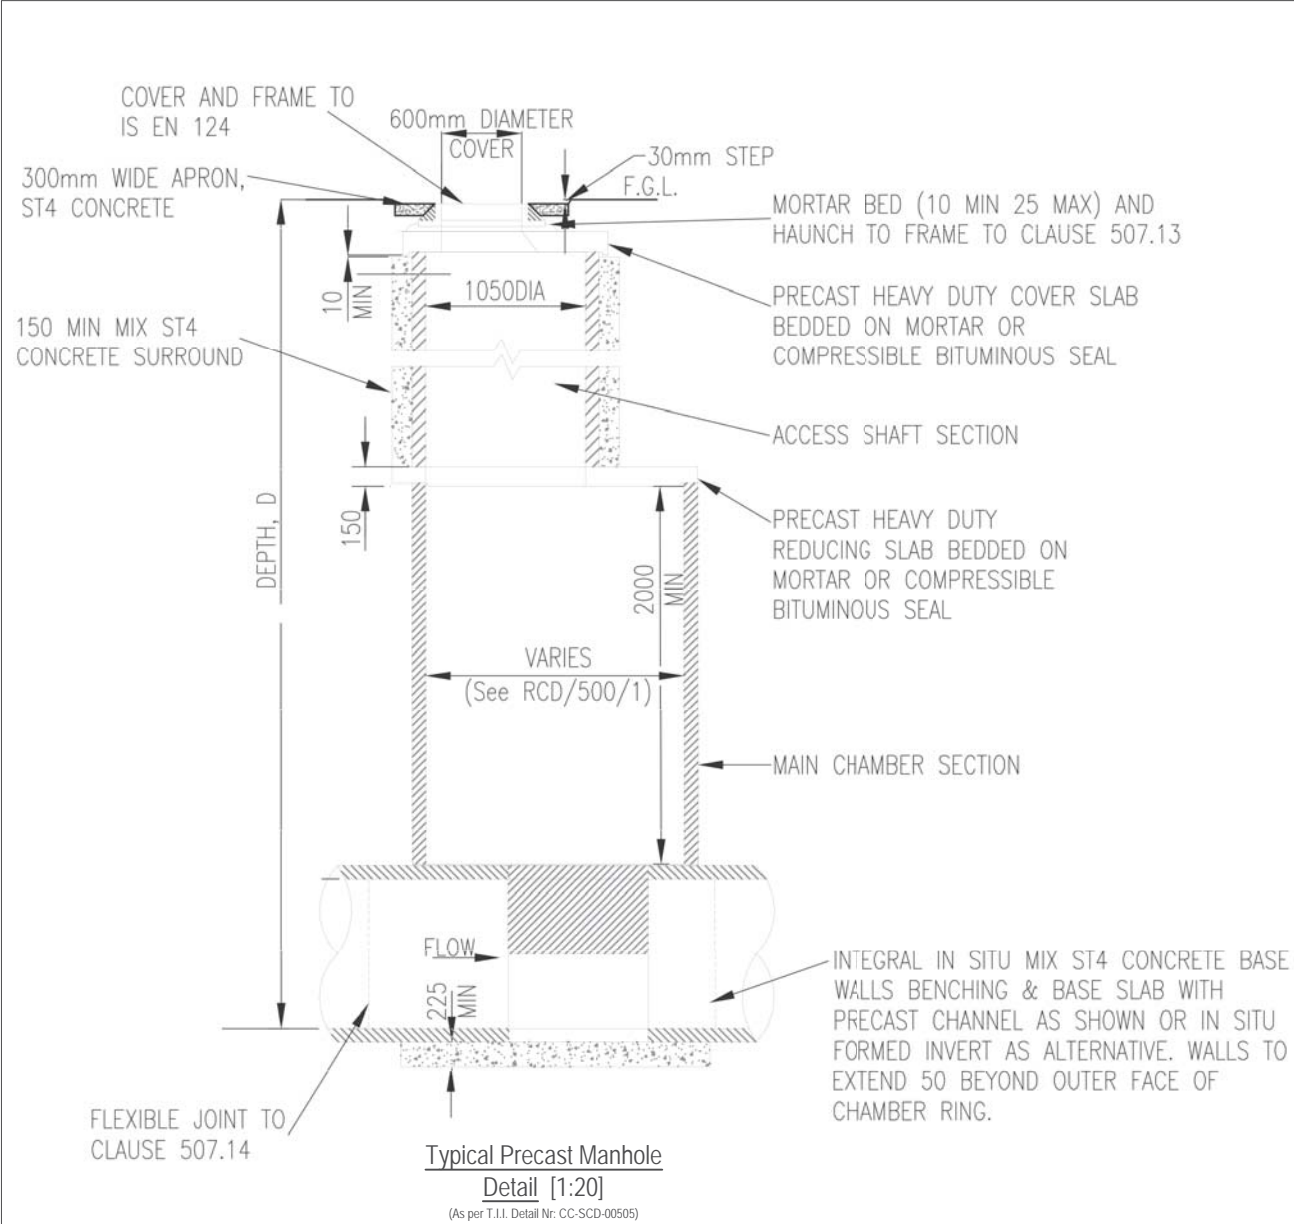 COVER AND FRAME TO
IS EN 124
600mm DIAMETER
COVER
30mm STEP
F.G.L.
300mm WIDE APRON,
ST4 CONCRETE
MORTAR BED (10 MIN 25 MAX) AND
HAUNCH TO FRAME TO CLAUSE 507.13
10
MIN
1050DIA
PRECAST HEAVY DUTY COVER SLAB
BEDDED ON MORTAR OR
COMPRESSIBLE BITUMINOUS SEAL
150 MIN MIX ST4
CONCRETE SURROUND
ACCESS SHAFT SECTION
DEPTH, D
150
PRECAST HEAVY DUTY
REDUCING SLAB BEDDED ON
MORTAR OR COMPRESSIBLE
BITUMINOUS SEAL
2000
MIN
VARIES
(See RCD/500/1)
MAIN CHAMBER SECTION
FLOW
225
MIN
INTEGRAL IN SITU MIX ST4 CONCRETE BASE
WALLS BENCHING & BASE SLAB WITH
PRECAST CHANNEL AS SHOWN OR IN SITU
FORMED INVERT AS ALTERNATIVE. WALLS TO
EXTEND 50 BEYOND OUTER FACE OF
CHAMBER RING.
FLEXIBLE JOINT TO
CLAUSE 507.14
Typical Precast Manhole
Detail [1:20]
(As per T.I.I. Detail Nr: CC-SCD-00505)